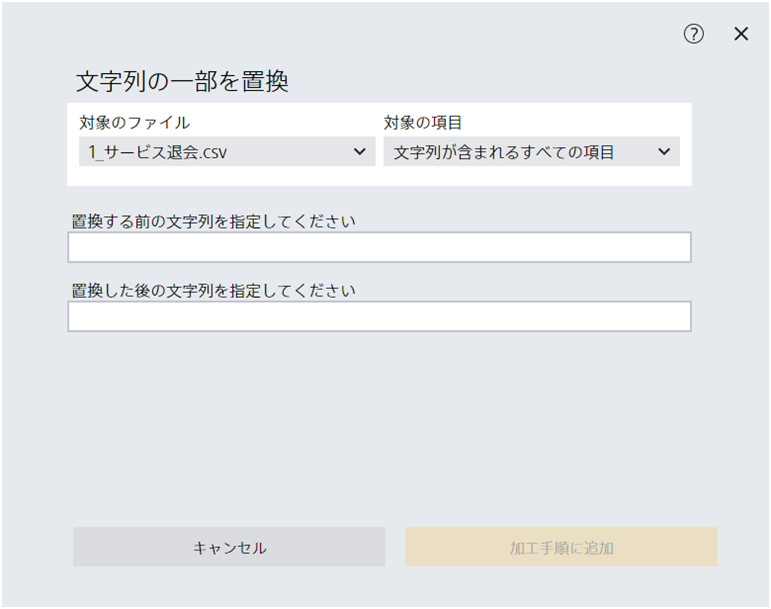 文字列の一部を置換
対象のファイル 対象の項目
1_サービス退会.csv 文字列が含まれるすべての項目
置換する前の文字列を指定してください
置換した後の文字列を指定してください
キャンセル 加工手順に追加